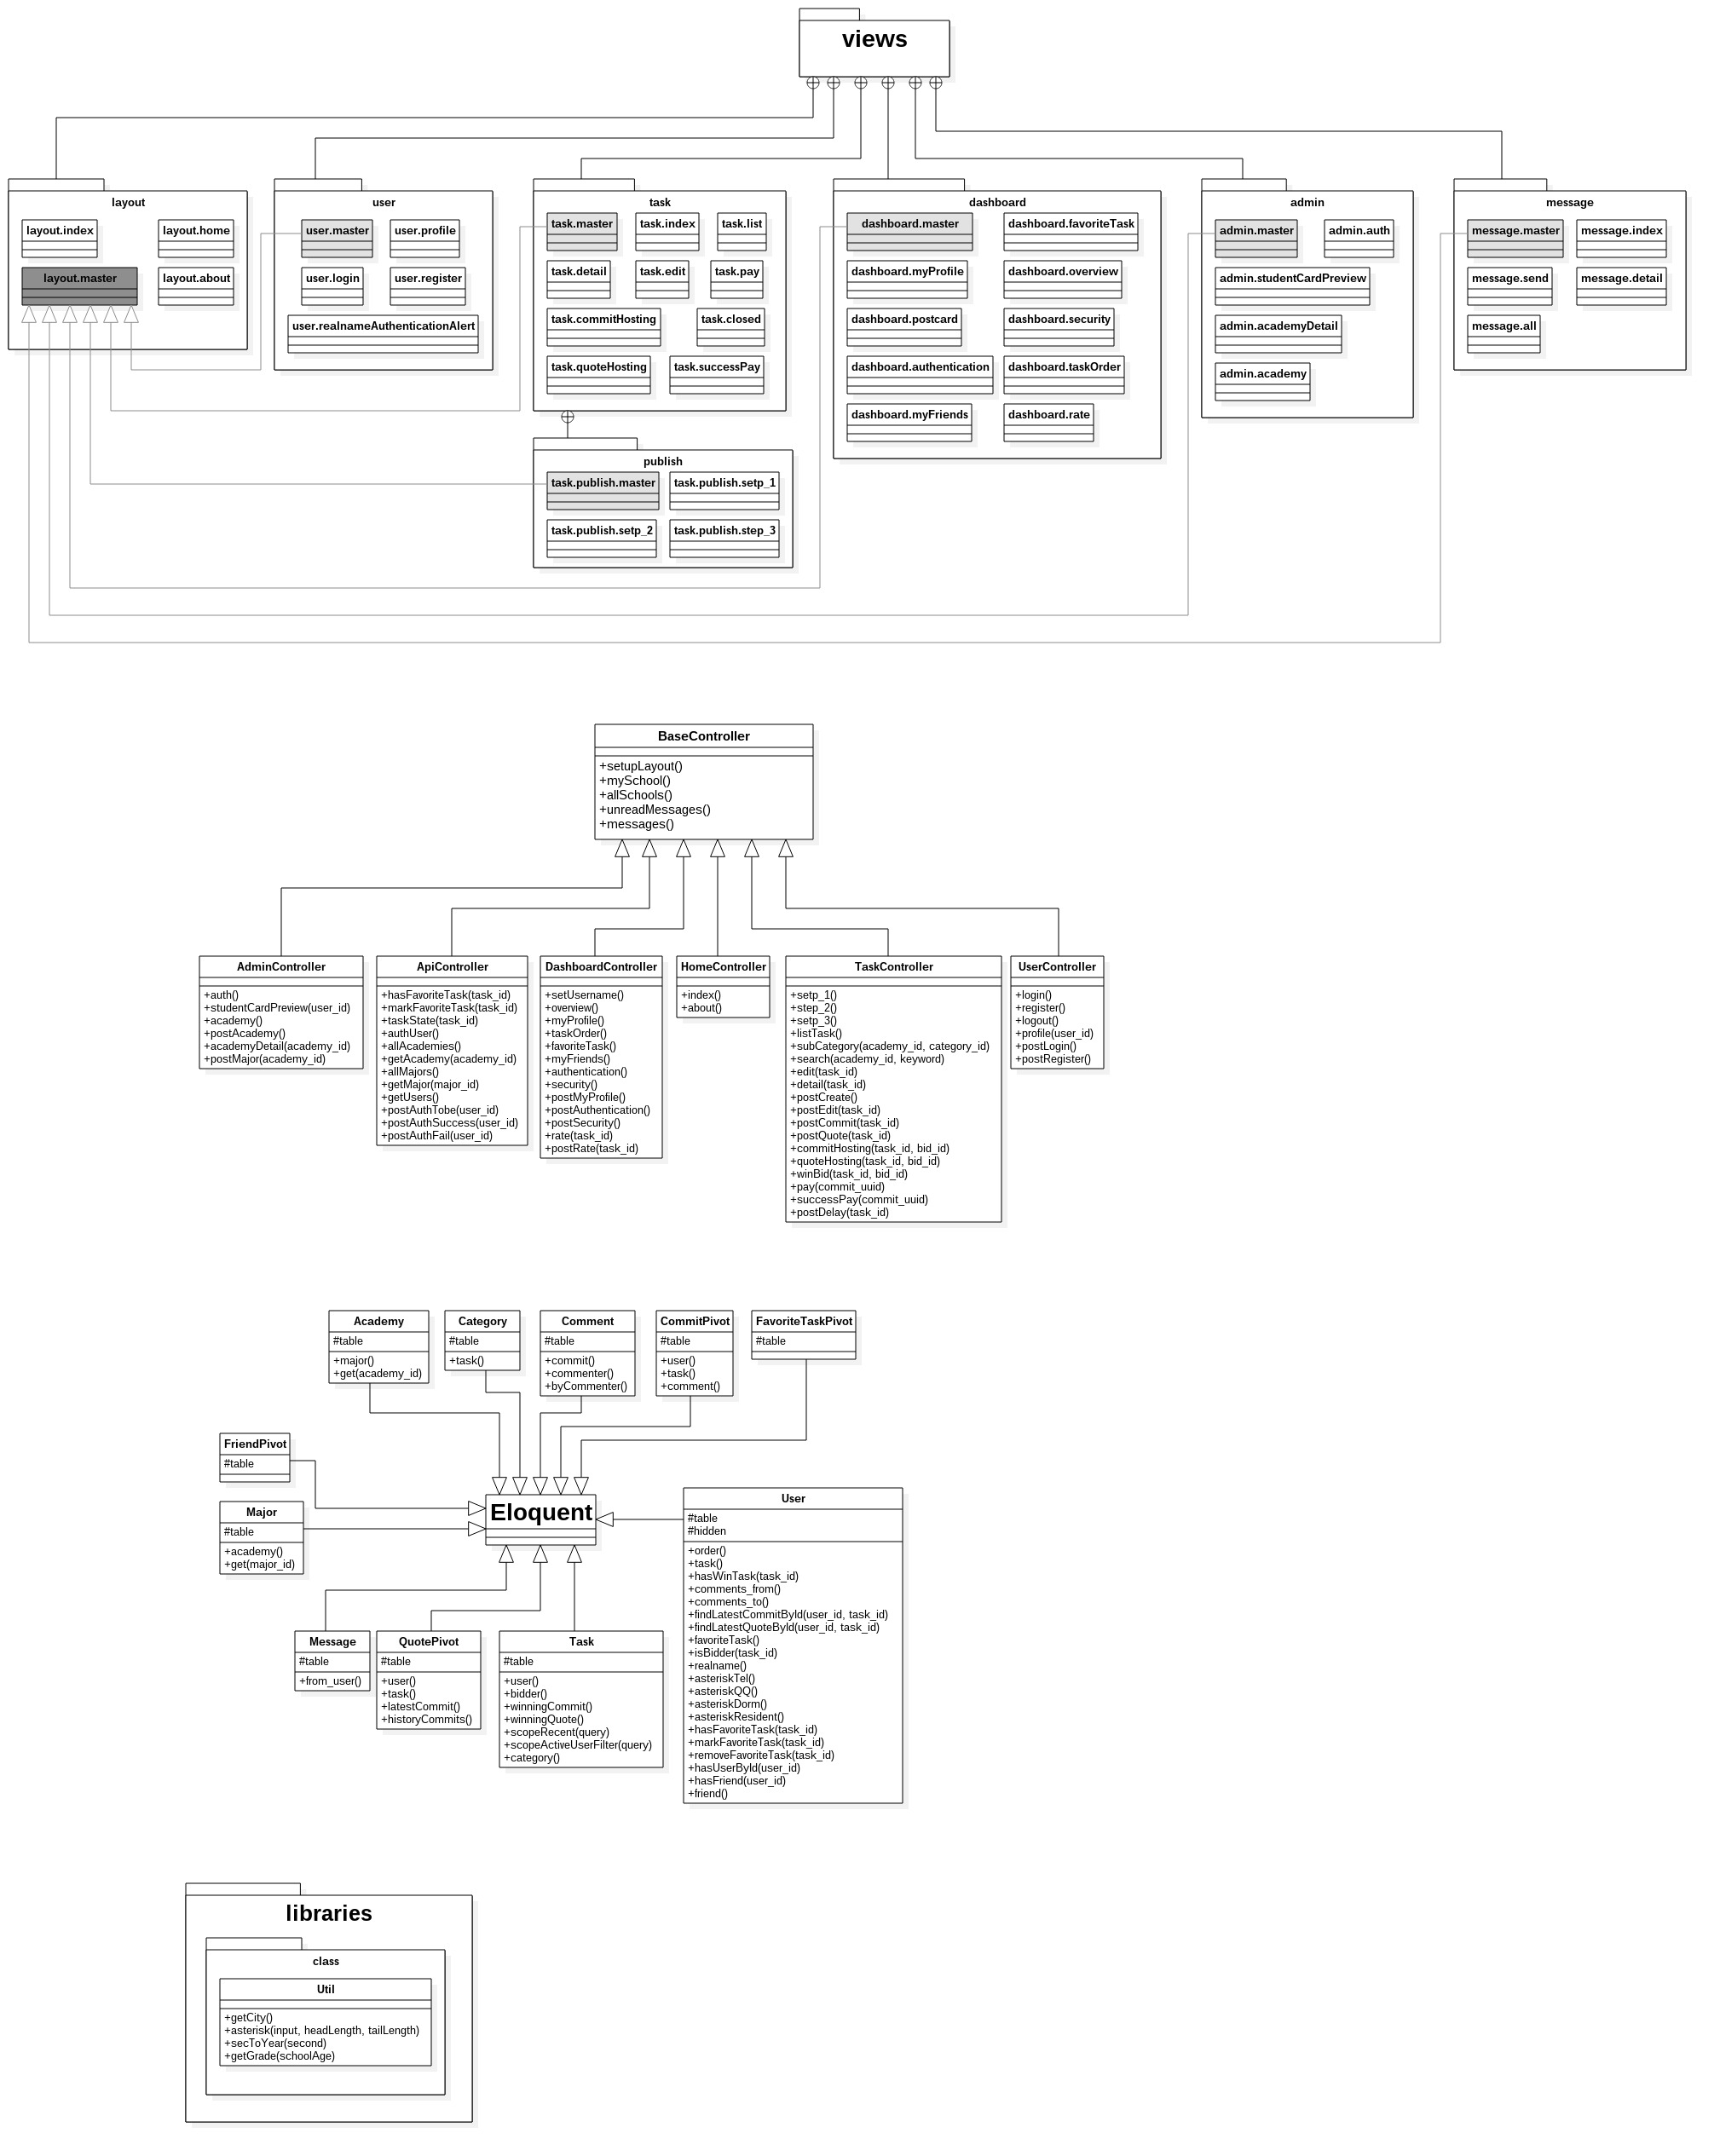 views
layout
layout.index
layout.home
layout.master
layout.about
user
user.master
user.profile
user.login
user.register
user.realnameAuthenticationAlert
task
task.master
task.index
task.list
task.detail
task.edit
task.pay
task.commitHosting
task.closed
task.quoteHosting
task.successPay
publish
task.publish.master
task.publish.setp_1
task.publish.setp_2
task.publish.step_3
dashboard
dashboard.master
dashboard.favoriteTask
dashboard.myProfile
dashboard.overview
dashboard.postcard
dashboard.security
dashboard.authentication
dashboard.taskOrder
dashboard.myFriends
dashboard.rate
admin
admin.master
admin.auth
admin.studentCardPreview
admin.academyDetail
admin.academy
message
message.master
message.index
message.send
message.detail
message.all
BaseController
+setupLayout()
+mySchool()
+allSchools()
+unreadMessages()
+messages()
AdminController
+auth()
+studentCardPreview(user_id)
+academy()
+postAcademy()
+academyDetail(academy_id)
+postMajor(academy_id)
ApiController
+hasFavoriteTask(task_id)
+markFavoriteTask(task_id)
+taskState(task_id)
+authUser()
+allAcademies()
+getAcademy(academy_id)
+allMajors()
+getMajor(major_id)
+getUsers()
+postAuthTobe(user_id)
+postAuthSuccess(user_id)
+postAuthFail(user_id)
DashboardController
+setUsername()
+overview()
+myProfile()
+taskOrder()
+favoriteTask()
+myFriends()
+authentication()
+security()
+postMyProfile()
+postAuthentication()
+postSecurity()
+rate(task_id)
+postRate(task_id)
HomeController
+index()
+about()
TaskController
+setp_1()
+step_2()
+setp_3()
+listTask()
+subCategory(academy_id, category_id)
+search(academy_id, keyword)
+edit(task_id)
+detail(task_id)
+postCreate()
+postEdit(task_id)
+postCommit(task_id)
+postQuote(task_id)
+commitHosting(task_id, bid_id)
+quoteHosting(task_id, bid_id)
+winBid(task_id, bid_id)
+pay(commit_uuid)
+successPay(commit_uuid)
+postDelay(task_id)
UserController
+login()
+register()
+logout()
+profile(user_id)
+postLogin()
+postRegister()
Academy
#table
+major()
+get(academy_id)
Category
#table
+task()
Comment
#table
+commit()
+commenter()
+byCommenter()
CommitPivot
#table
+user()
+task()
+comment()
FavoriteTaskPivot
#table
FriendPivot
#table
Major
#table
+academy()
+get(major_id)
Eloquent
User
#table
#hidden
+order()
+task()
+hasWinTask(task_id)
+comments_from()
+comments_to()
+findLatestCommitById(user_id, task_id)
+findLatestQuoteById(user_id, task_id)
+favoriteTask()
+isBidder(task_id)
+realname()
+asteriskTel()
+asteriskQQ()
+asteriskDorm()
+asteriskResident()
+hasFavoriteTask(task_id)
+markFavoriteTask(task_id)
+removeFavoriteTask(task_id)
+hasUserById(user_id)
+hasFriend(user_id)
+friend()
Message
#table
+from_user()
QuotePivot
#table
+user()
+task()
+latestCommit()
+historyCommits()
Task
#table
+user()
+bidder()
+winningCommit()
+winningQuote()
+scopeRecent(query)
+scopeActiveUserFilter(query)
+category()
libraries
class
Util
+getCity()
+asterisk(input, headLength, tailLength)
+secToYear(second)
+getGrade(schoolAge)